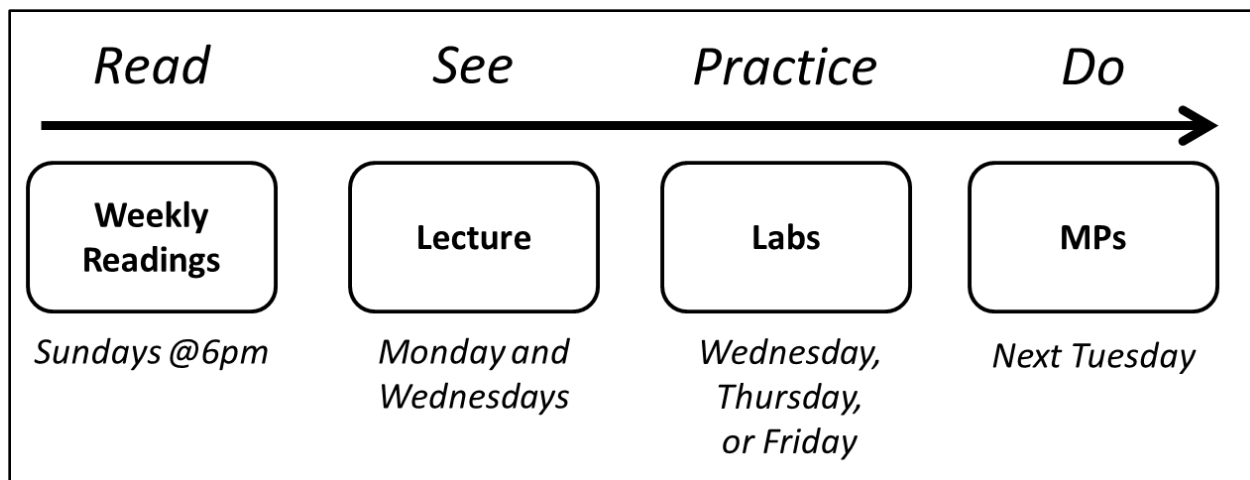 Read See Practice Do
Weekly
Readings
Lecture
Labs
MPs
Sundays @6pm
Monday and
Wednesdays
Wednesday,
Thursday,
or Friday
Next Tuesday